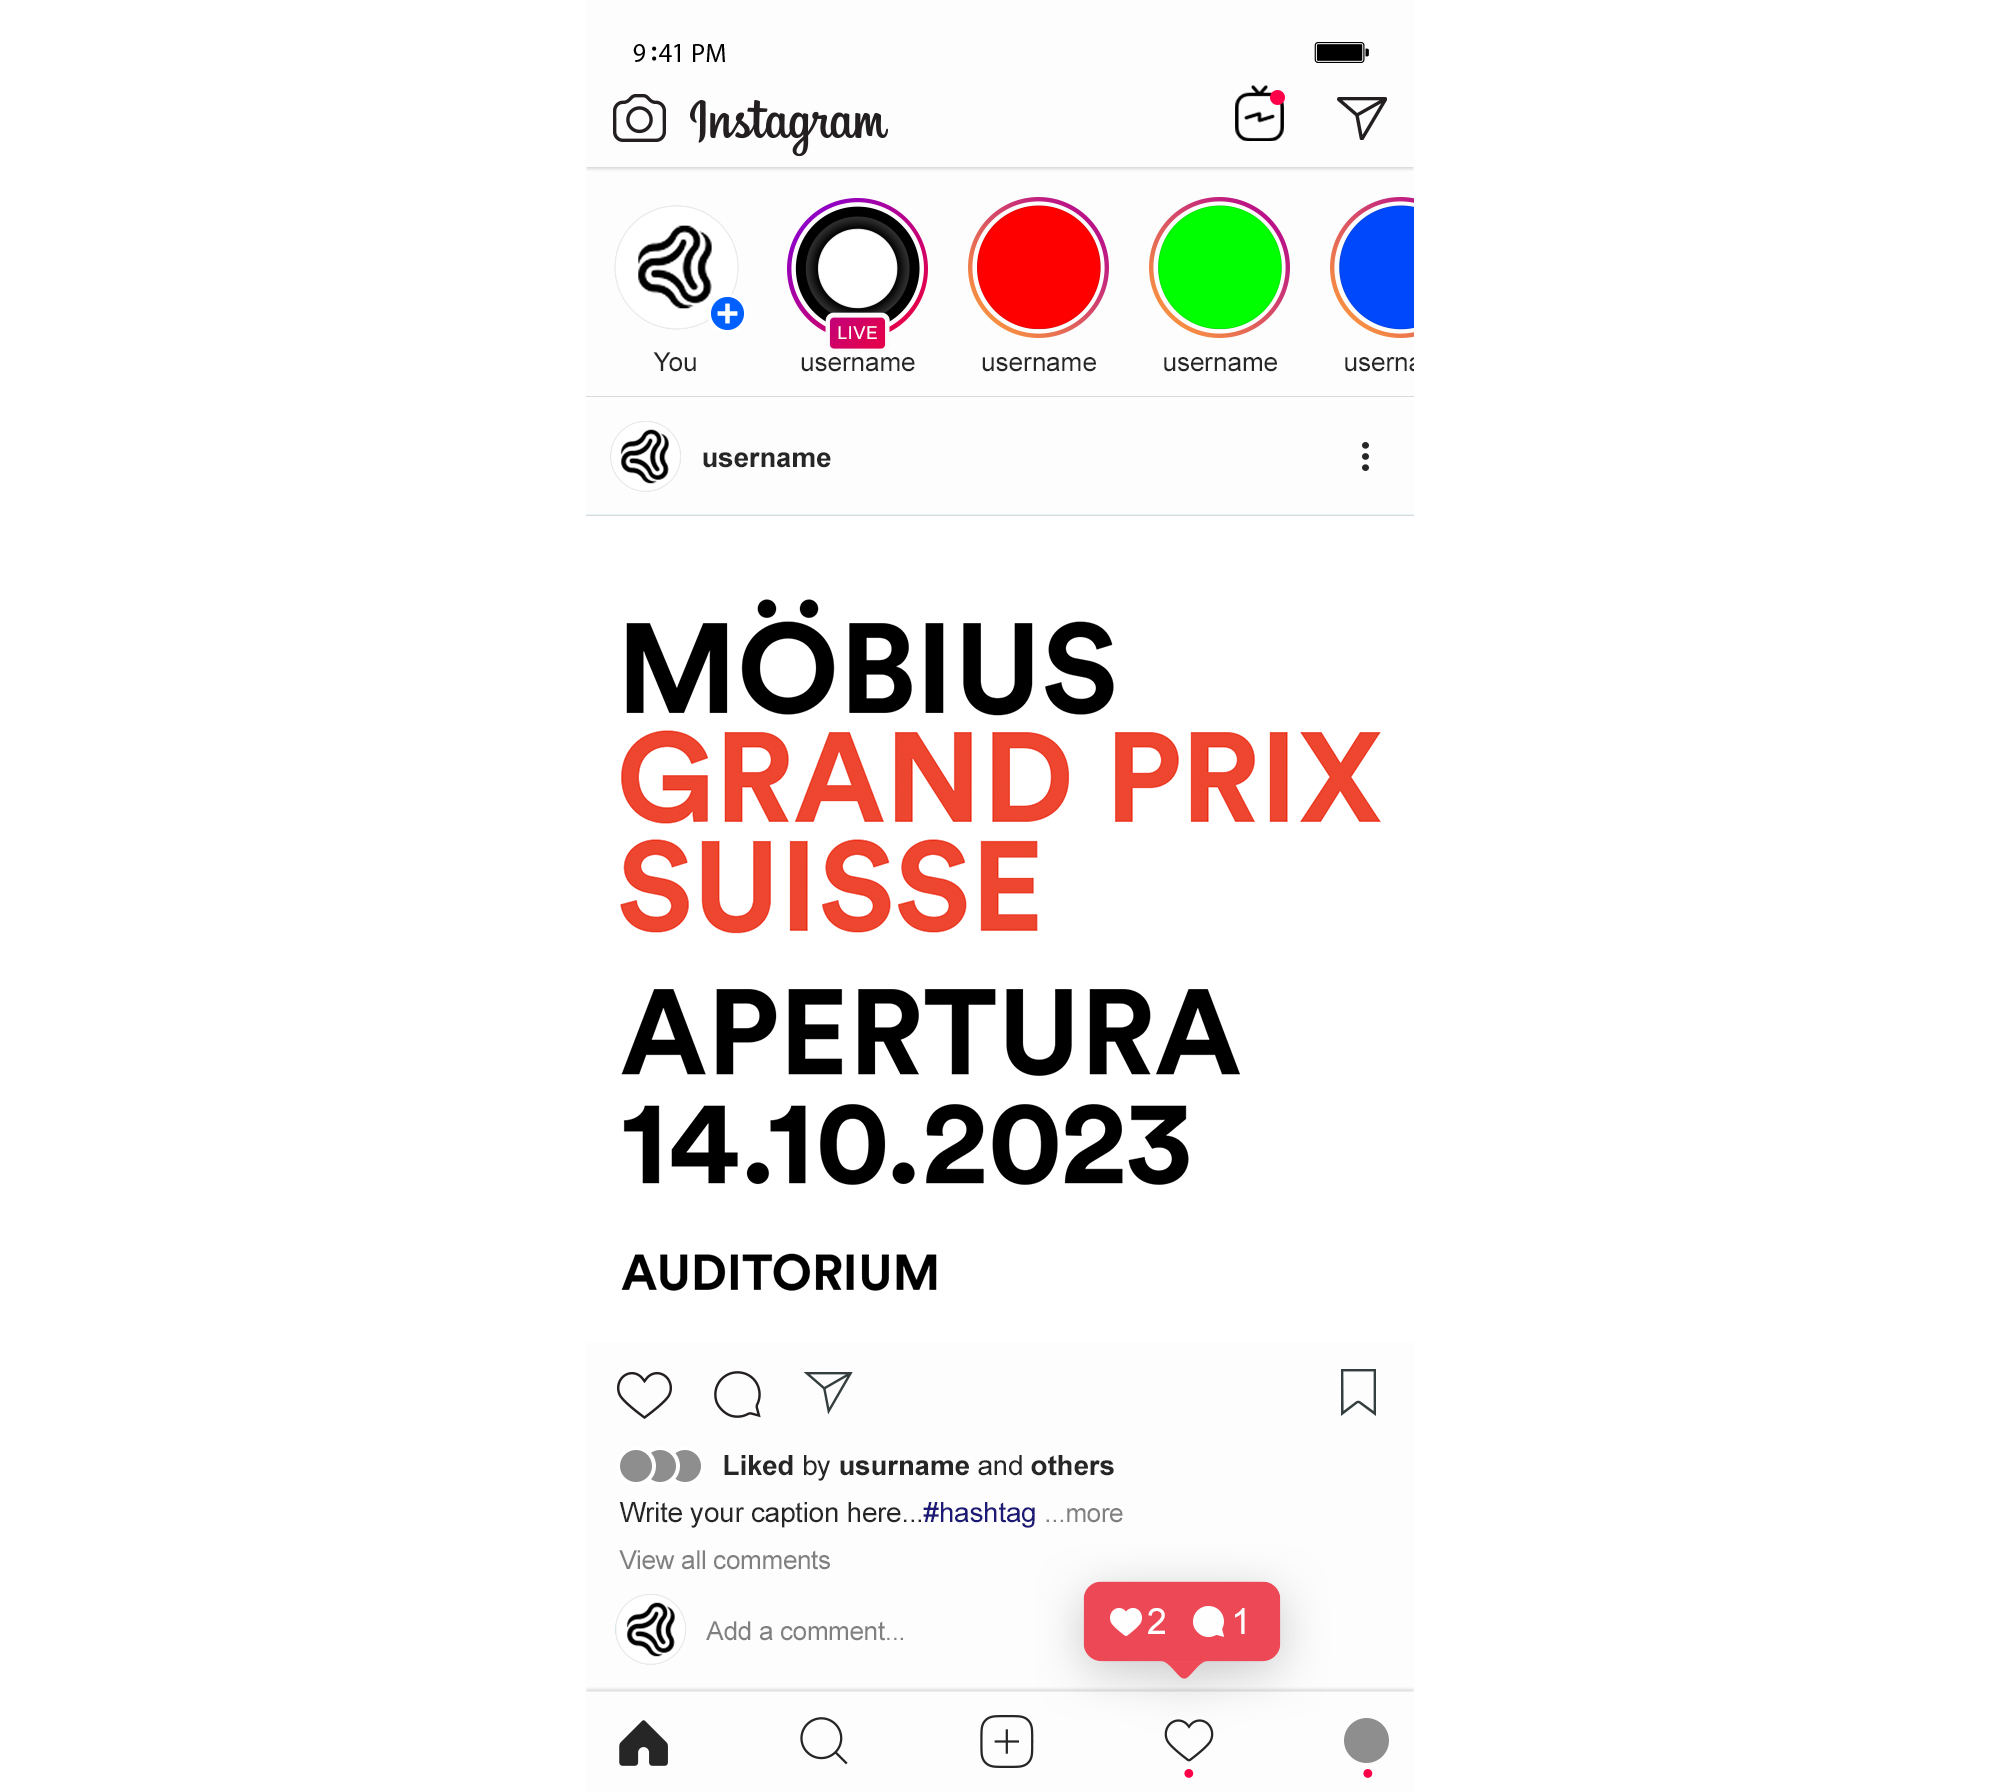 9:41 PM
Instagram
LIVE
You
username
username
username
userna
username
MÖBIUS
GRAND PRIX
SUISSE
APERTURA
14.10.2023
AUDITORIUM
Liked by usurname and others
Write your caption here...#hashtag ...more
View all comments
Add a comment...
2 1